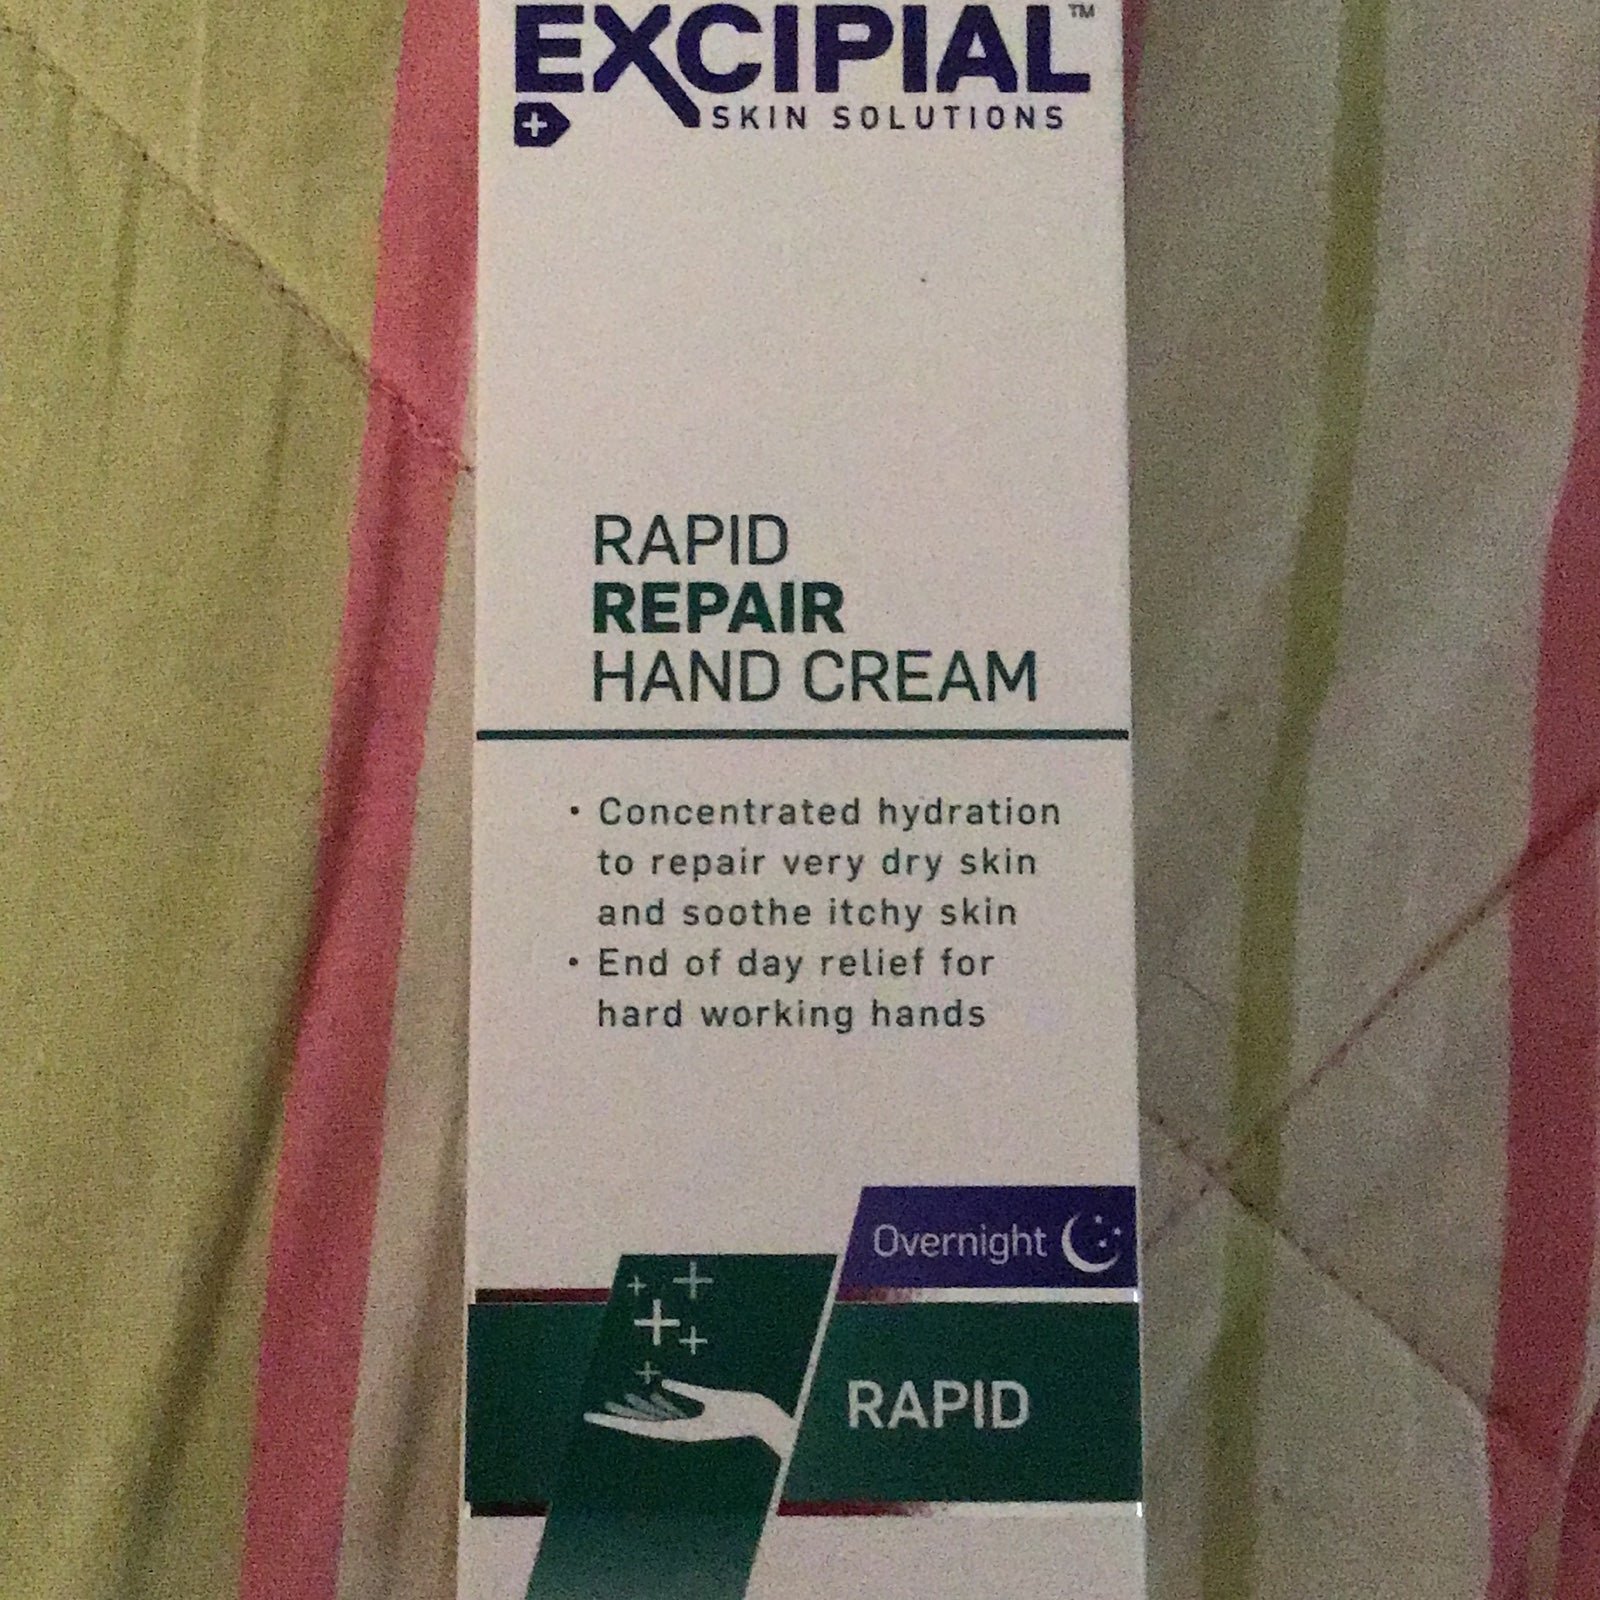 EXCIPIAL™
SKIN SOLUTIONS
RAPID
REPAIR
HAND CREAM
• Concentrated hydration
to repair very dry skin
and soothe itchy skin
• End of day relief for
hard working hands
Overnight
RAPID